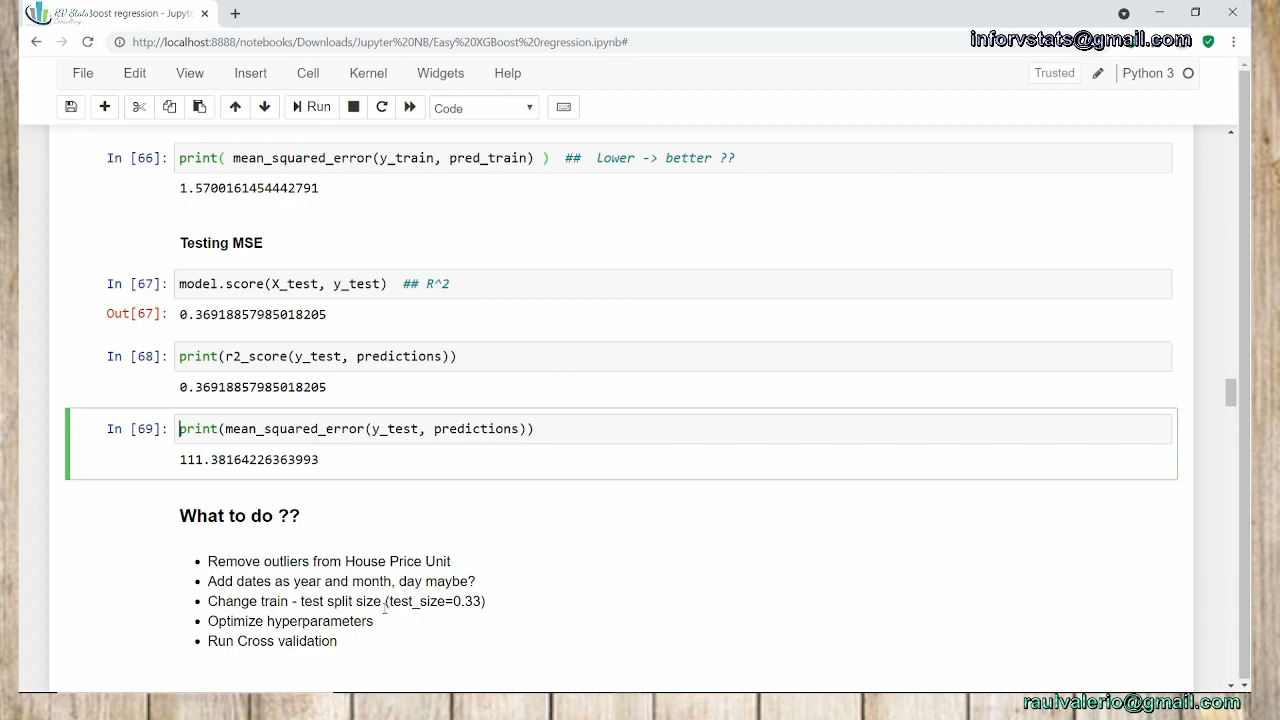 RV Stats
Consulting
boost regression - Jupyte
http://localhost:8888/notebooks/Downloads/Jupyter%20NB/Easy%20XGBoost%20regression.ipynb#
inforvstats@gmail.com
File Edit View Insert Cell Kernel Widgets Help
Trusted
Python 3
Run
Code
In [66]: print( mean_squared_error(y_train, pred_train) ) ## lower -> better ??
1.5700161454442791
Testing MSE
In [67]: model.score(X_test, y_test) ## R^2
Out[67]: 0.36918857985018205
In [68]: print(r2_score(y_test, predictions))
0.36918857985018205
In [69]: print(mean_squared_error(y_test, predictions))
111.38164226363993
What to do ??
• Remove outliers from House Price Unit
• Add dates as year and month, day maybe?
• Change train - test split size (test_size=0.33)
• Optimize hyperparameters
• Run Cross validation
raulvalerio@gmail.com